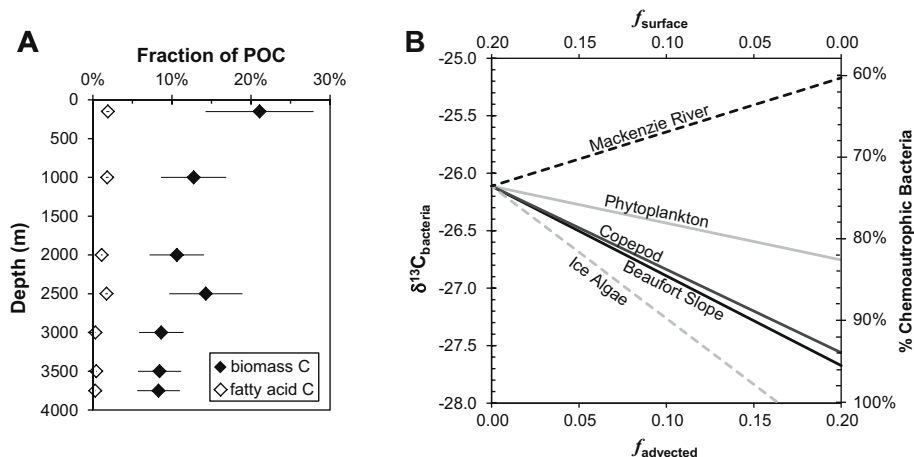 A
Fraction of POC
0% 10% 20% 30%
Depth (m)
0
500
1000
1500
2000
2500
3000
3500
4000
biomass C
fatty acid C
B
f surface
0.20 0.15 0.10 0.05 0.00
δ13Cbacteria
-25.0
-25.5
-26.0
-26.5
-27.0
-27.5
-28.0
Mackenzie River
Phytoplankton
Copepod
Beaufort Slope
Ice Algae
60%
70%
80%
90%
100%
% Chemoautrophic Bacteria
0.00 0.05 0.10 0.15 0.20
f advected